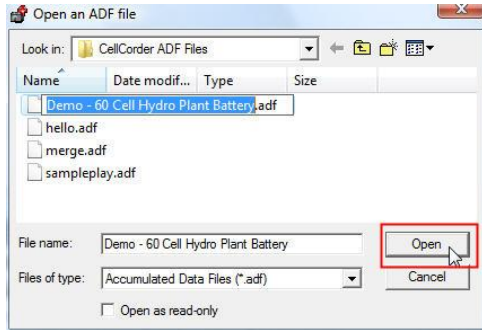 Open an ADF file
Look in: CellCorder ADF Files
Name Date modif... Type Size
Demo - 60 Cell Hydro Plant Battery.adf
hello.adf
merge.adf
sampleplay.adf
File name: Demo - 60 Cell Hydro Plant Battery Open
Files of type: Accumulated Data Files (*.adf) Cancel
Open as read-only